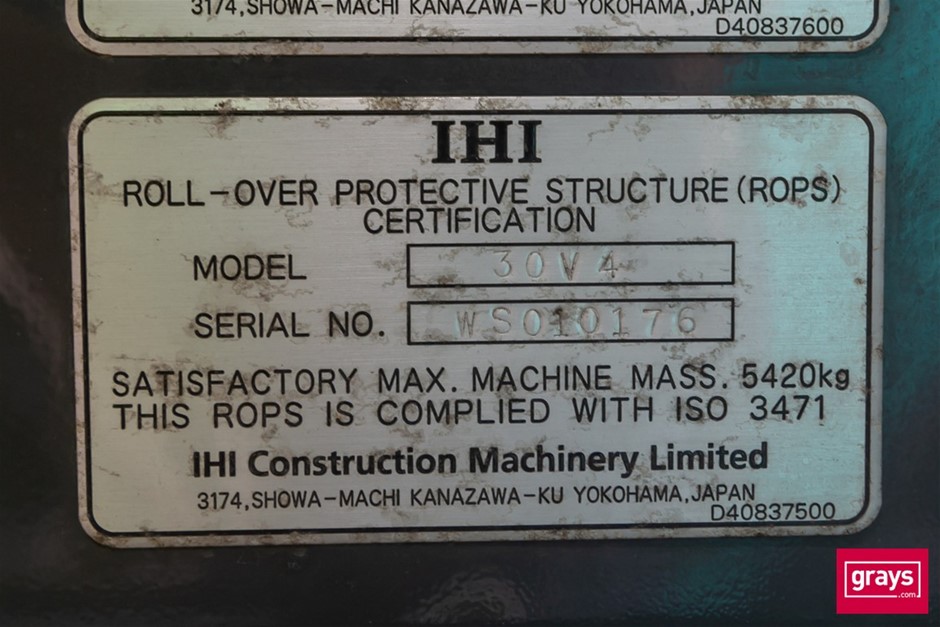 3174,SHOWA-MACHI KANAZAWA-KU YOKOHAMA,JAPAN
D40837600
IHI
ROLL-OVER PROTECTIVE STRUCTURE (ROPS)
CERTIFICATION
MODEL 30V4
SERIAL NO. WS010176
SATISFACTORY MAX. MACHINE MASS. 5420kg
THIS ROPS IS COMPLIED WITH ISO 3471
IHI Construction Machinery Limited
3174,SHOWA-MACHI KANAZAWA-KU YOKOHAMA,JAPAN
D40837500
grays
.com